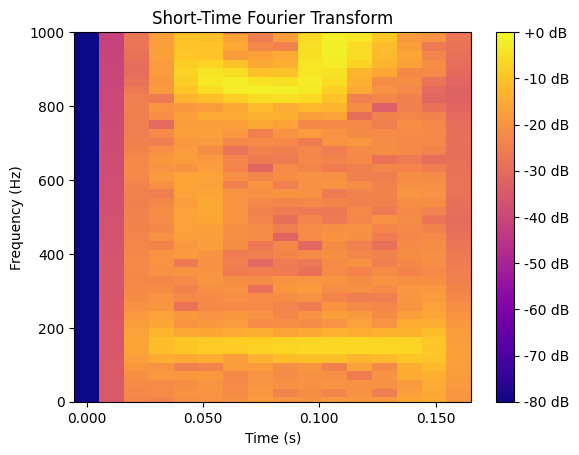 Short-Time Fourier Transform
1000
800
600
400
200
0
Frequency (Hz)
0.000
0.050
0.100
0.150
Time (s)
+0 dB
-10 dB
-20 dB
-30 dB
-40 dB
-50 dB
-60 dB
-70 dB
-80 dB